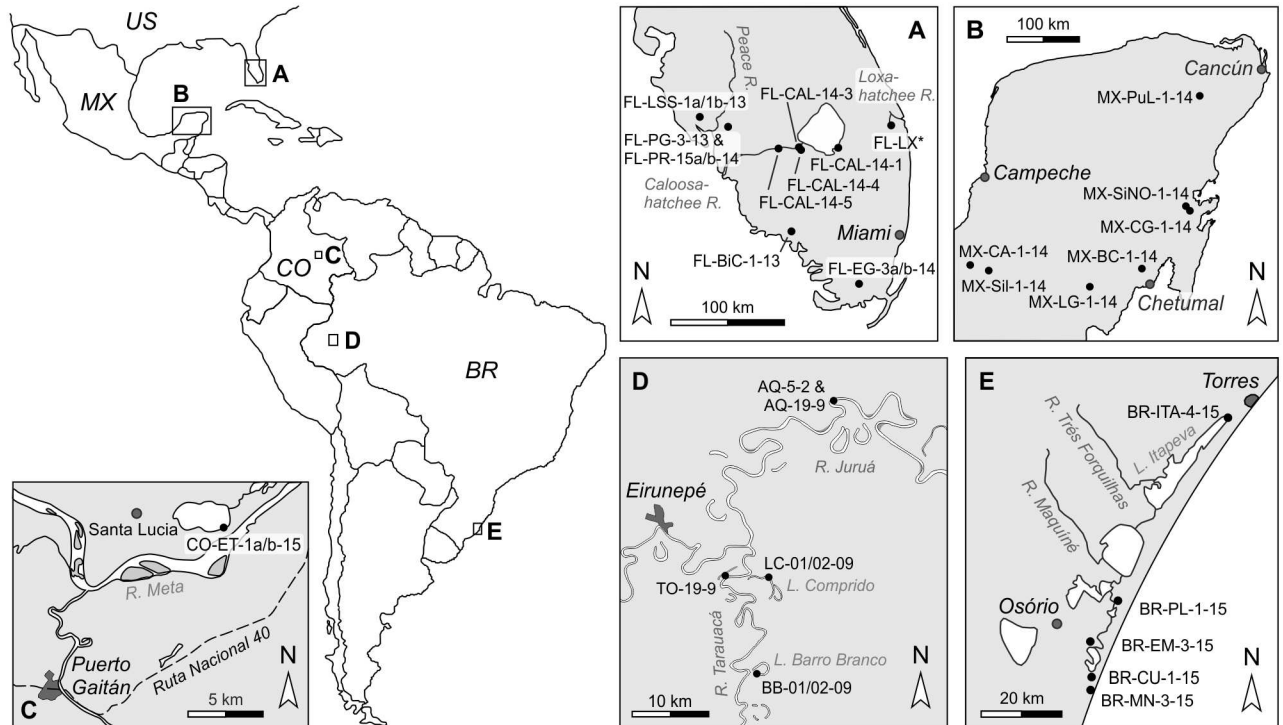 US
MX
A
B
CO
C
D
BR
E
Santa Lucia
CO-ET-1a/b-15
R. Meta
Ruta Nacional 40
Puerto
Gaitán
N
5 km
C
A
Peace R.
Loxa-
hatchee R.
FL-CAL-14-3
FL-LSS-1a/1b-13
FL-PG-3-13 &
FL-PR-15a/b-14
FL-LX*
FL-CAL-14-1
FL-CAL-14-4
FL-CAL-14-5
Caloosa-
hatchee R.
Miami
FL-BiC-1-13
FL-EG-3a/b-14
N
100 km
B
100 km
Cancún
MX-PuL-1-14
Campeche
MX-SiNO-1-14
MX-CG-1-14
MX-CA-1-14
MX-BC-1-14
MX-Sil-1-14
MX-LG-1-14
Chetumal
N
D
AQ-5-2 &
AQ-19-9
R. Juruá
Eirunepé
LC-01/02-09
TO-19-9
L. Comprido
R. Tarauacá
L. Barro Branco
BB-01/02-09
N
10 km
E
Torres
BR-ITA-4-15
R. Trés Forquilhas
L. Itapeva
R. Maquiné
Osório
BR-PL-1-15
BR-EM-3-15
BR-CU-1-15
BR-MN-3-15
N
20 km